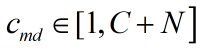 c_{md} ∈ [1, C + N]